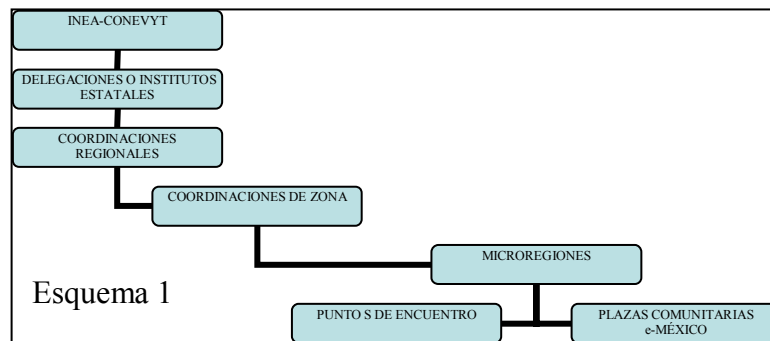 INEA-CONEVYT
DELEGACIONES O INSTITUTOS
ESTATALES
COORDINACIONES
REGIONALES
COORDINACIONES DE ZONA
MICROREGIONES
Esquema 1
PUNTO S DE ENCUENTRO
PLAZAS COMUNITARIAS
e-MÉXICO